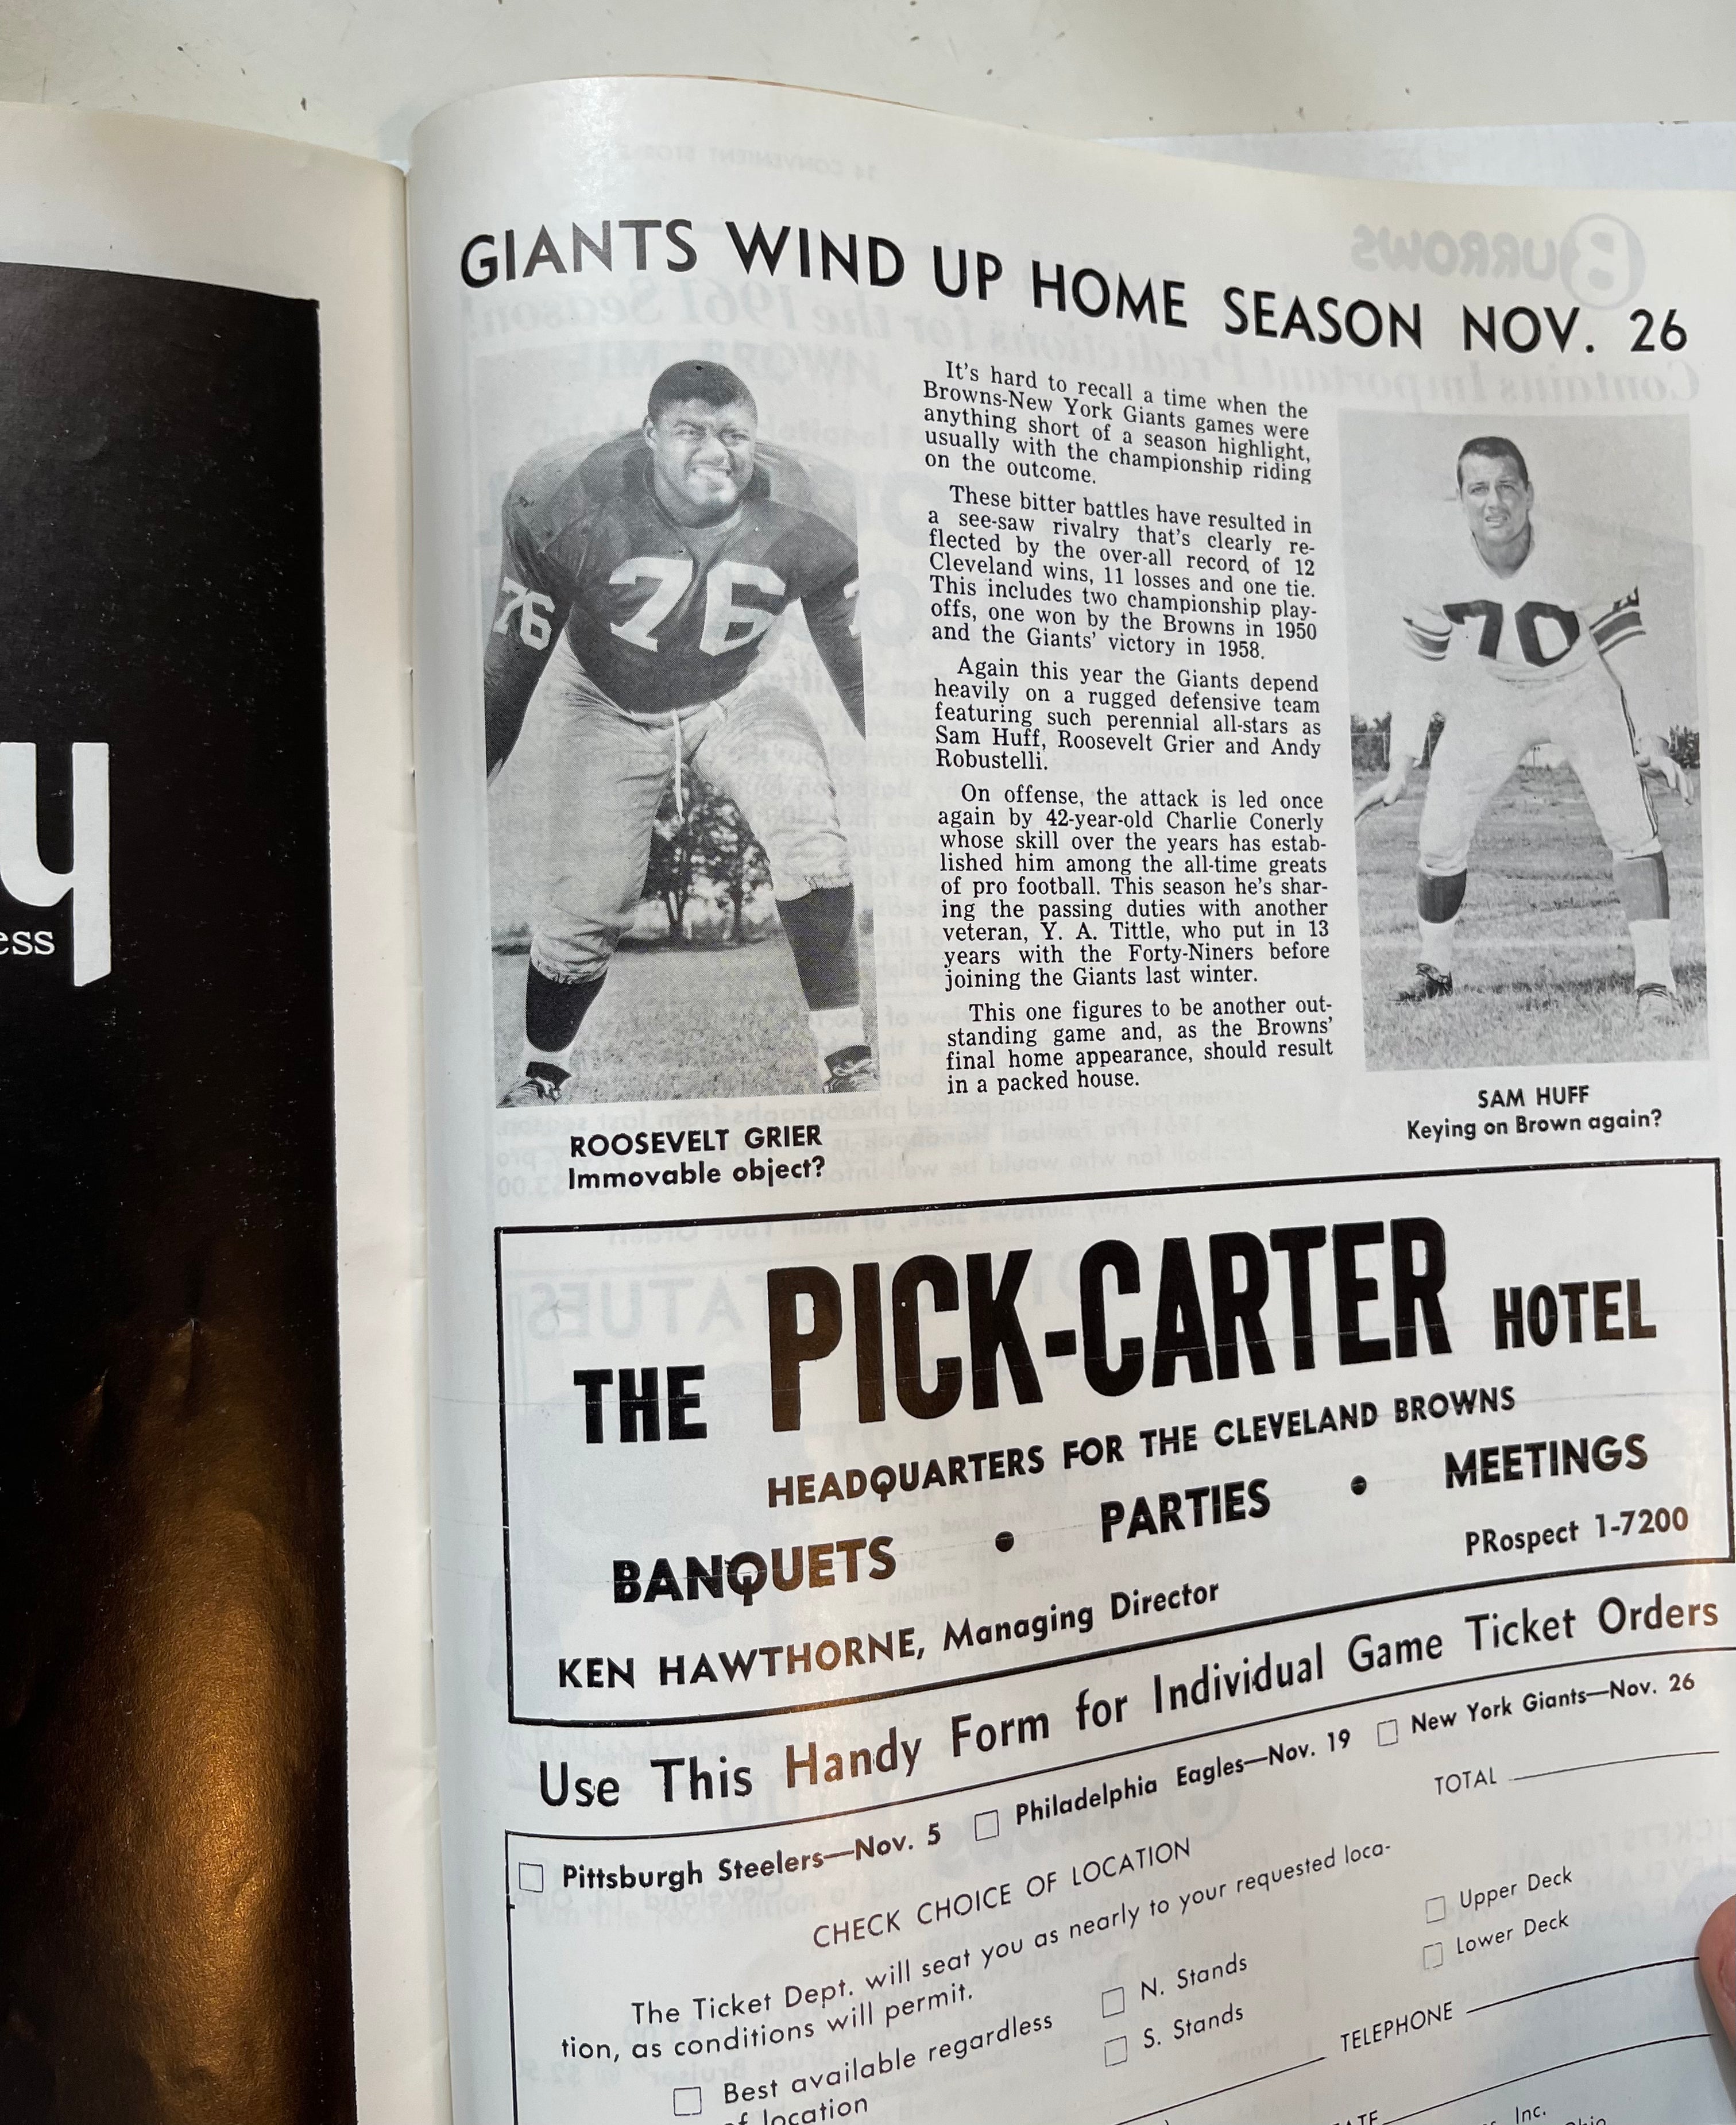 GIANTS WIND UP HOME SEASON NOV. 26
76
76
It's hard to recall a time when the
Browns-New York Giants games were
anything short of a season highlight,
usually with the championship riding
on the outcome.
These bitter battles have resulted in
a see-saw rivalry that's clearly re-
flected by the over-all record of 12
Cleveland wins, 11 losses and one tie.
This includes two championship play-
offs, one won by the Browns in 1950
and the Giants' victory in 1958.
Again this year the Giants depend
heavily on a rugged defensive team
featuring such perennial all-stars as
Sam Huff, Roosevelt Grier and Andy
Robustelli.
On offense, the attack is led once
again by 42-year-old Charlie Conerly
whose skill over the years has estab-
lished him among the all-time greats
of pro football. This season he's shar-
ing the passing duties with another
veteran, Y. A. Tittle, who put in 13
years with the Forty-Niners before
joining the Giants last winter.
This one figures to be another out-
standing game and, as the Browns'
final home appearance, should result
in a packed house.
70
ROOSEVELT GRIER
Immovable object?
SAM HUFF
Keying on Brown again?
y
ess
THE PICK-CARTER HOTEL
HEADQUARTERS FOR THE CLEVELAND BROWNS
BANQUETS • PARTIES • MEETINGS
KEN HAWTHORNE, Managing Director PRospect 1-7200
Use This Handy Form for Individual Game Ticket Orders
□ Pittsburgh Steelers—Nov. 5 □ Philadelphia Eagles—Nov. 19 □ New York Giants—Nov. 26
TOTAL
CHECK CHOICE OF LOCATION
The Ticket Dept. will seat you as nearly to your requested loca-
tion, as conditions will permit.
□ Best available regardless
of location
□ N. Stands
□ S. Stands
□ Upper Deck
□ Lower Deck
TELEPHONE
Inc.